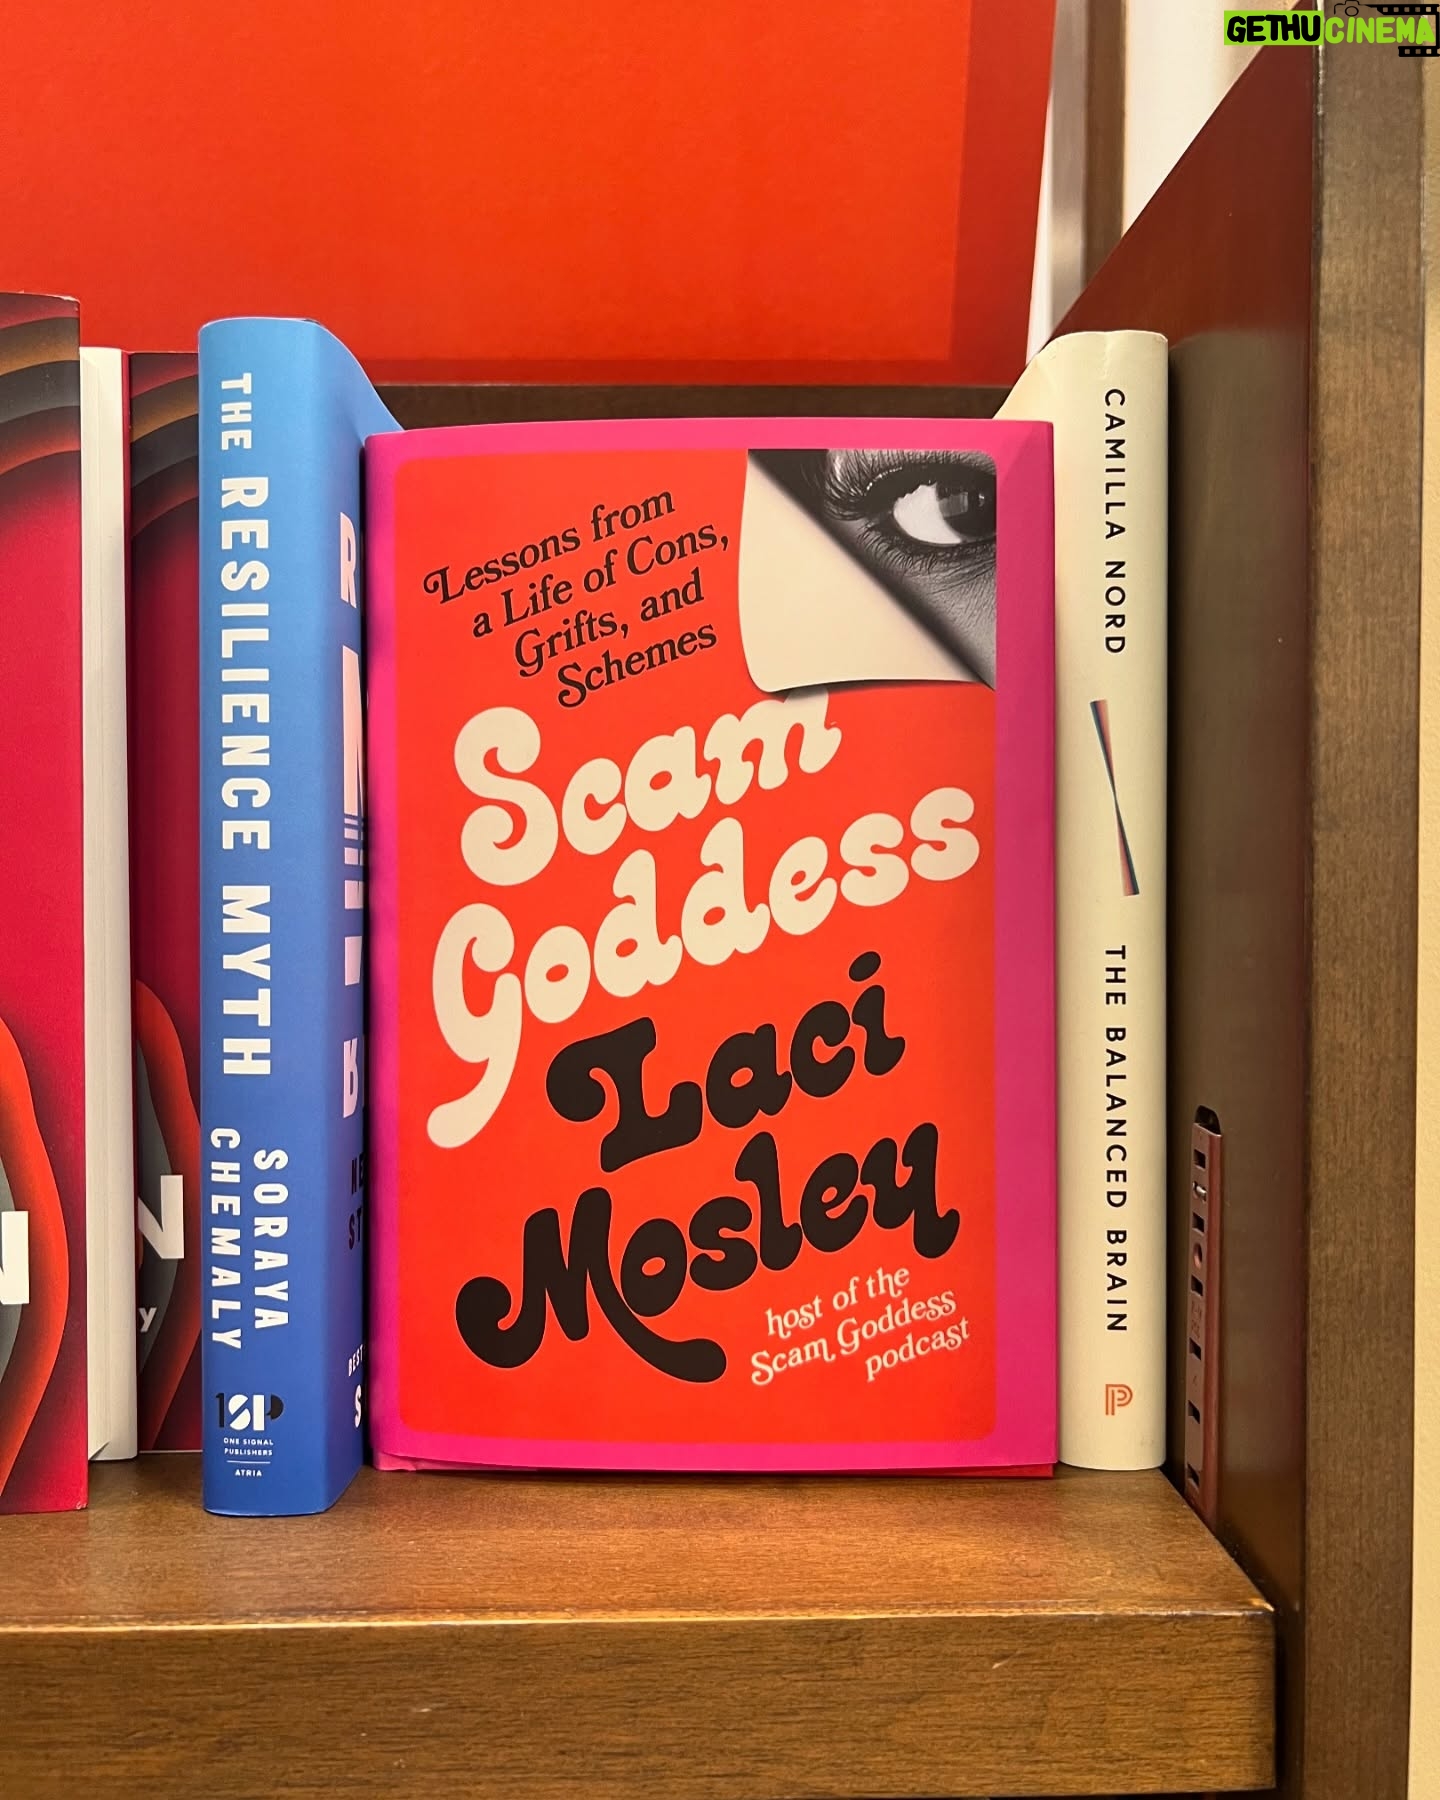 GETHUCINEMA
THE RESILIENCE MYTH
SORAYA
CHEMALY
1SP
ONE SIGNAL
PUBLISHERS
ATRIA
Lessons from
a Life of Cons,
Grifts, and
Schemes
Scam
Goddess
Laci
Mosley
host of the
Scam Goddess
podcast
CAMILLA NORD
THE BALANCED BRAIN